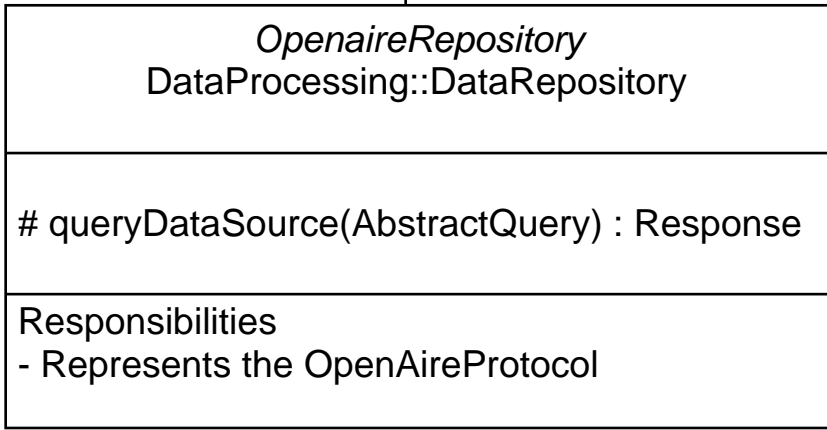 OpenaireRepository
DataProcessing::DataRepository
# queryDataSource(AbstractQuery) : Response
Responsibilities
- Represents the OpenAireProtocol